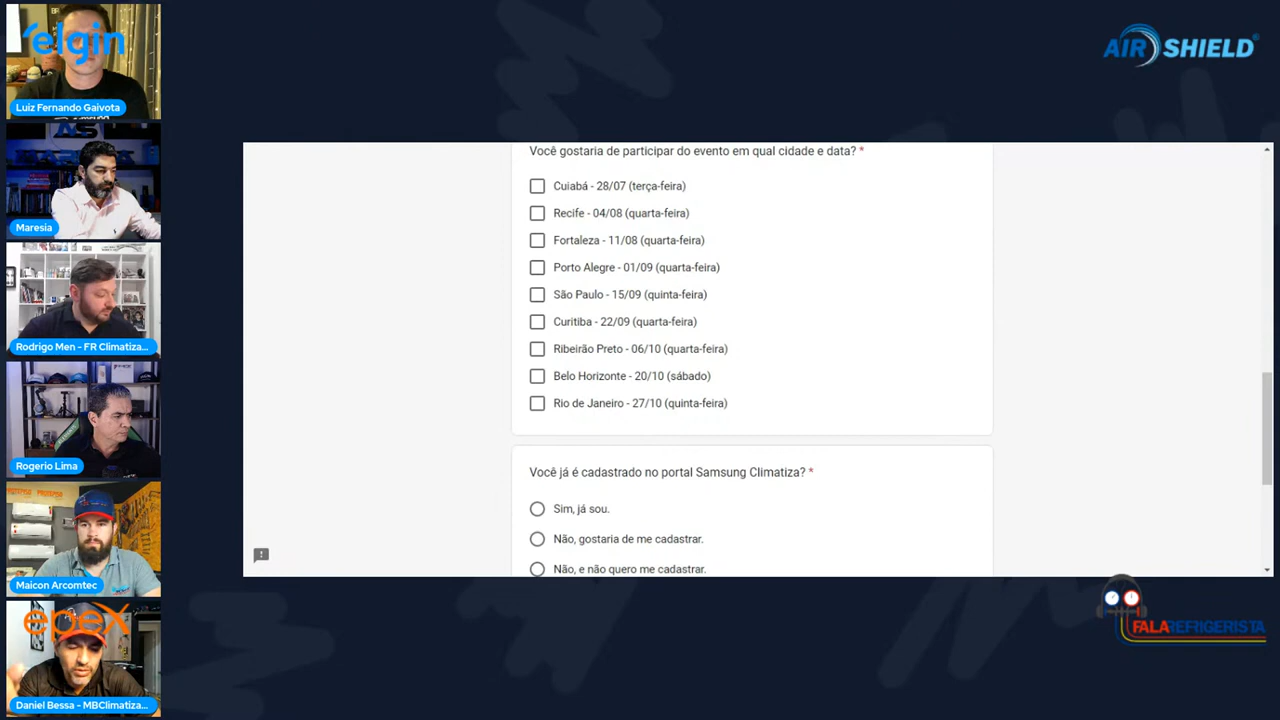 elgin
Luiz Fernando Gaivota
Maresia
Rodrigo Men - FR Climatiza...
Rogerio Lima
Maicon Arcomtec
epex
Daniel Bessa - MBClimatiza...
AIR SHIELD
Você gostaria de participar do evento em qual cidade e data? *
Cuiabá - 28/07 (terça-feira)
Recife - 04/08 (quarta-feira)
Fortaleza - 11/08 (quarta-feira)
Porto Alegre - 01/09 (quarta-feira)
São Paulo - 15/09 (quinta-feira)
Curitiba - 22/09 (quarta-feira)
Ribeirão Preto - 06/10 (quarta-feira)
Belo Horizonte - 20/10 (sábado)
Rio de Janeiro - 27/10 (quinta-feira)
Você já é cadastrado no portal Samsung Climatiza? *
Sim, já sou.
Não, gostaria de me cadastrar.
Não, e não quero me cadastrar.
FALAREFRIGERISTA